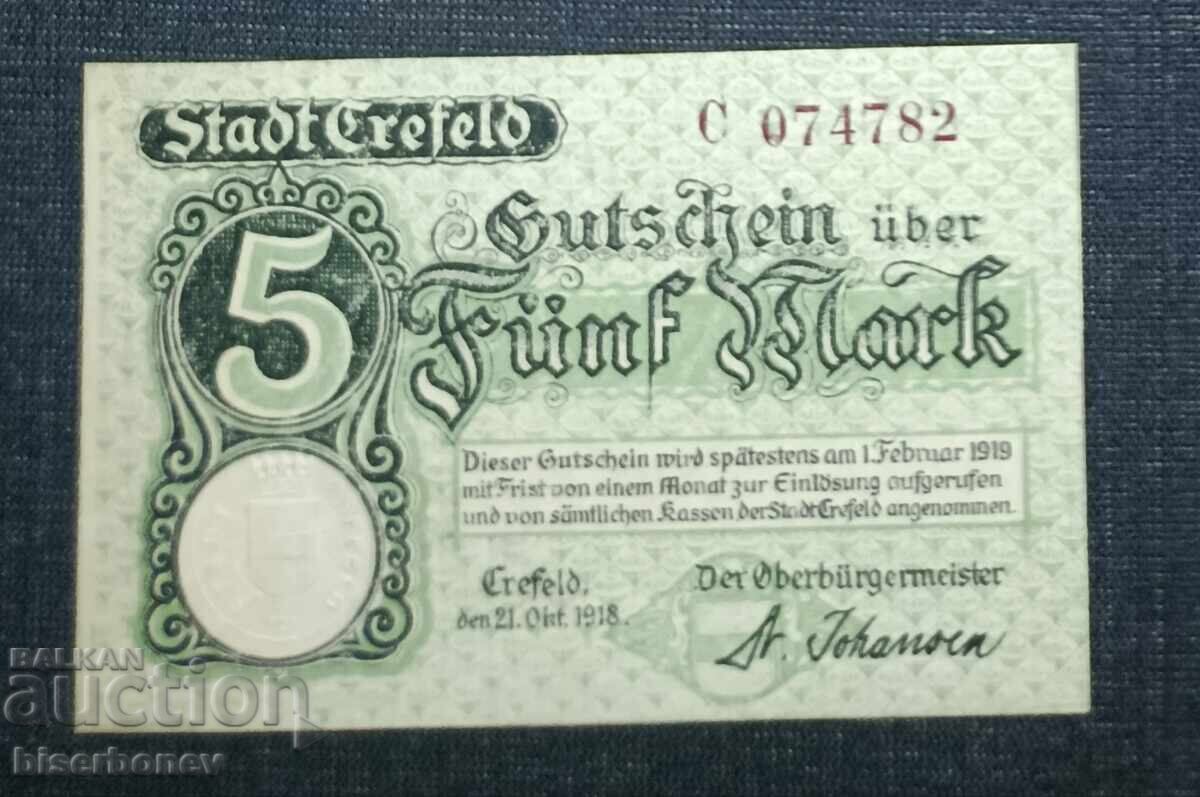 Stadt Crefeld
C 074782
5
Gutschein über
Fünf Mark
Dieser Gutschein wird spätestens am 1. Februar 1919
mit Frist von einem Monat zur Einlösung aufgerufen
und von sämtlichen Kassen der Stadt Crefeld angenommen.
Crefeld,
den 21. Okt. 1918.
Der Oberbürgermeister
Dr. Johansen
BALKAN
auction
biserbonev